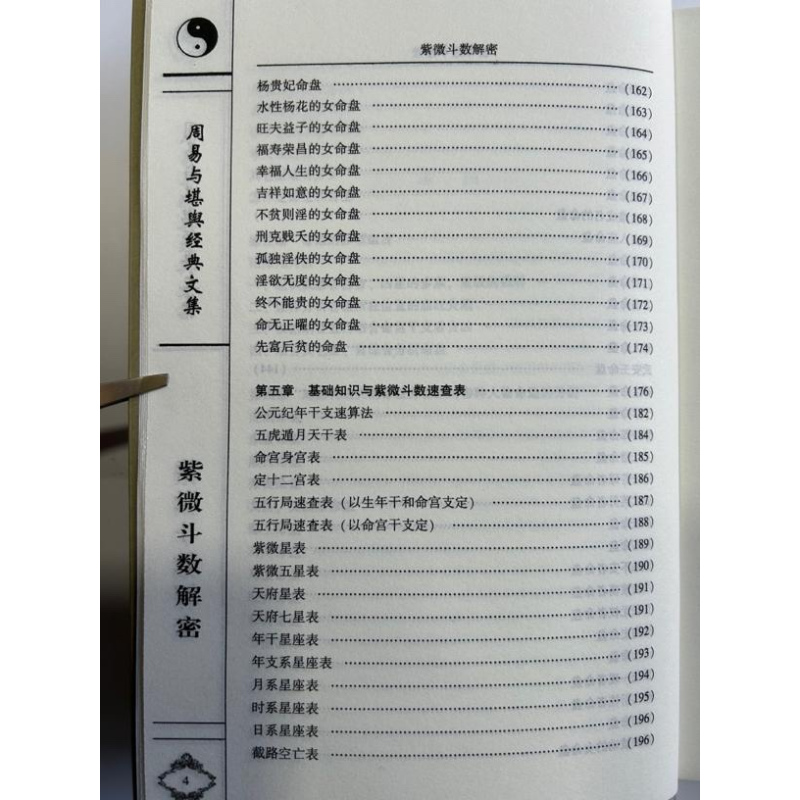 紫微斗数解密
杨贵妃命盘 (162)
水性杨花的女命盘 (163)
旺夫益子的女命盘 (164)
福寿荣昌的女命盘 (165)
幸福人生的女命盘 (166)
吉祥如意的女命盘 (167)
不贫则淫的女命盘 (168)
刑克贱夭的女命盘 (169)
孤独淫佚的女命盘 (170)
淫欲无度的女命盘 (171)
终不能贵的女命盘 (172)
命无正曜的女命盘 (173)
先富后贫的命盘 (174)
第五章 基础知识与紫微斗数速查表 (176)
公元纪年干支速算法 (182)
五虎遁月天干表 (184)
命宫身宫表 (185)
定十二宫表 (186)
五行局速查表（以生年干和命宫支定） (187)
五行局速查表（以命宫干支定） (188)
紫微星表 (189)
紫微五星表 (190)
天府星表 (191)
天府七星表 (191)
年干星座表 (192)
年支系星座表 (193)
月系星座表 (194)
时系星座表 (195)
日系星座表 (196)
截路空亡表 (196)
周易与堪舆经典文集
紫微斗数解密
4